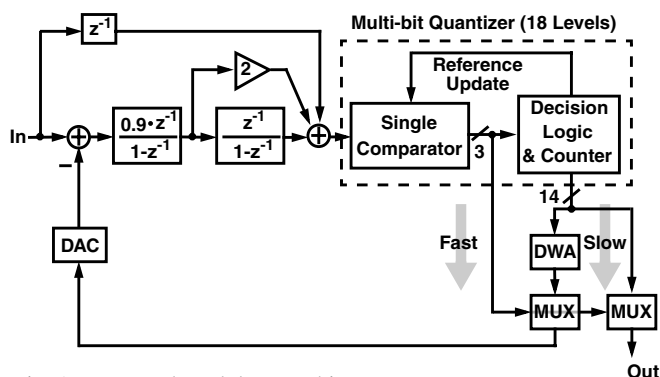 Multi-bit Quantizer (18 Levels)
z-1
2
Reference
Update
In
+
−
0.9•z-1
1-z-1
z-1
1-z-1
+
Single
Comparator
3
Decision
Logic
& Counter
14
Fast
DWA
Slow
DAC
MUX
MUX
Out